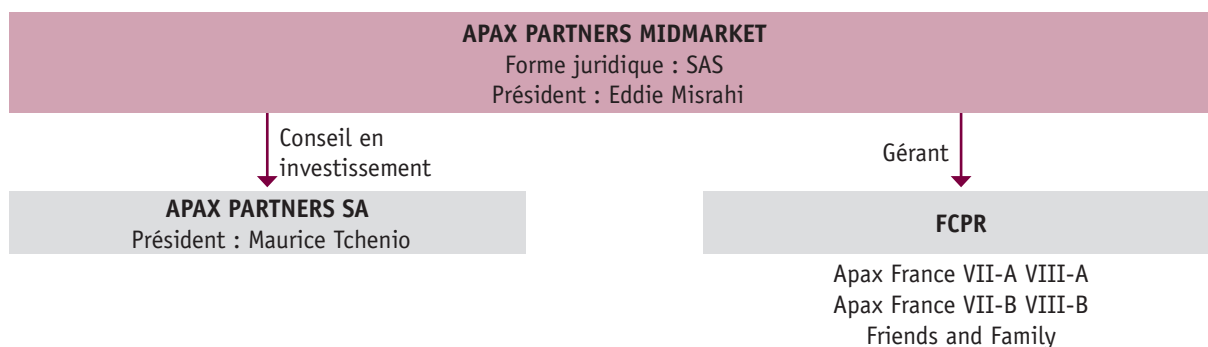 APAX PARTNERS MIDMARKET
Forme juridique : SAS
Président : Eddie Misrahi
Conseil en
investissement
Gérant
APAX PARTNERS SA
Président : Maurice Tchenio
FCPR
Apax France VII-A VIII-A
Apax France VII-B VIII-B
Friends and Family